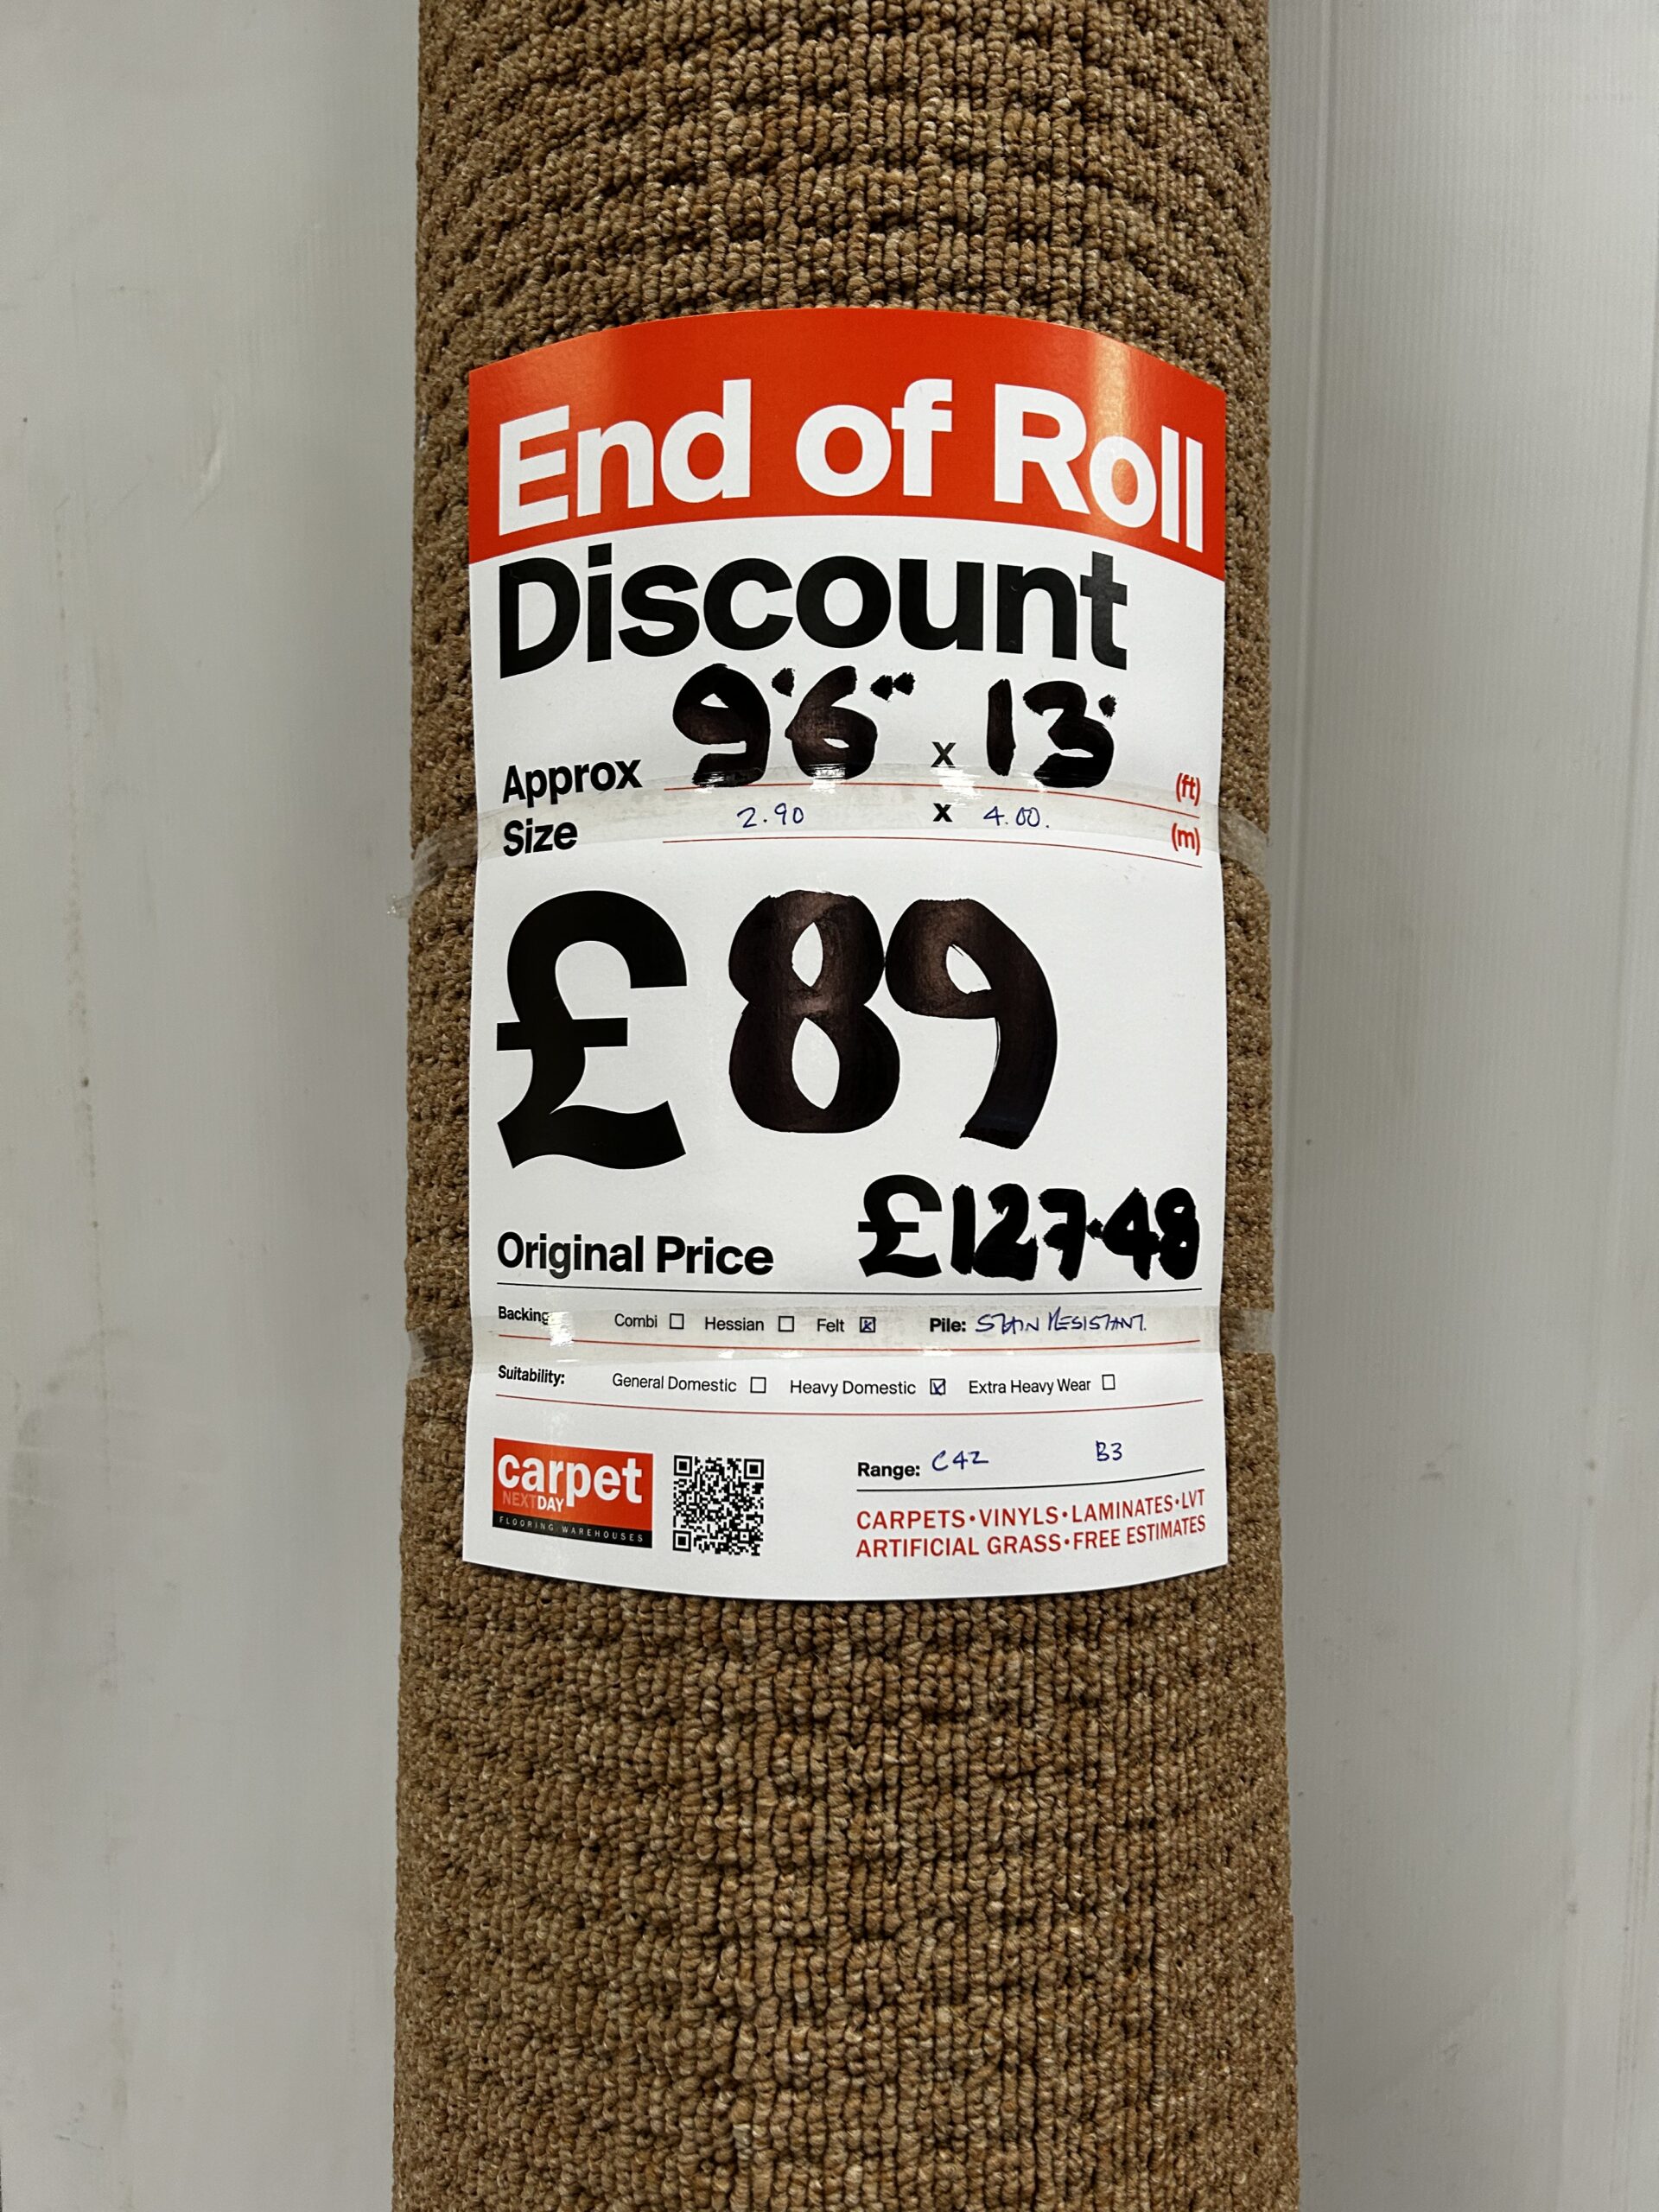 End of Roll
Discount
Approx 9'6" x 13' (ft)
Size 2.90 x 4.00. (m)
£89
Original Price £127.48
Backing: Combi ☐ Hessian ☐ Felt ☒ Pile: STAIN RESISTANT.
Suitability: General Domestic ☐ Heavy Domestic ☑ Extra Heavy Wear ☐
carpet
NEXTDAY
FLOORING WAREHOUSES
Range: C42 B3
CARPETS•VINYLS•LAMINATES•LVT
ARTIFICIAL GRASS•FREE ESTIMATES